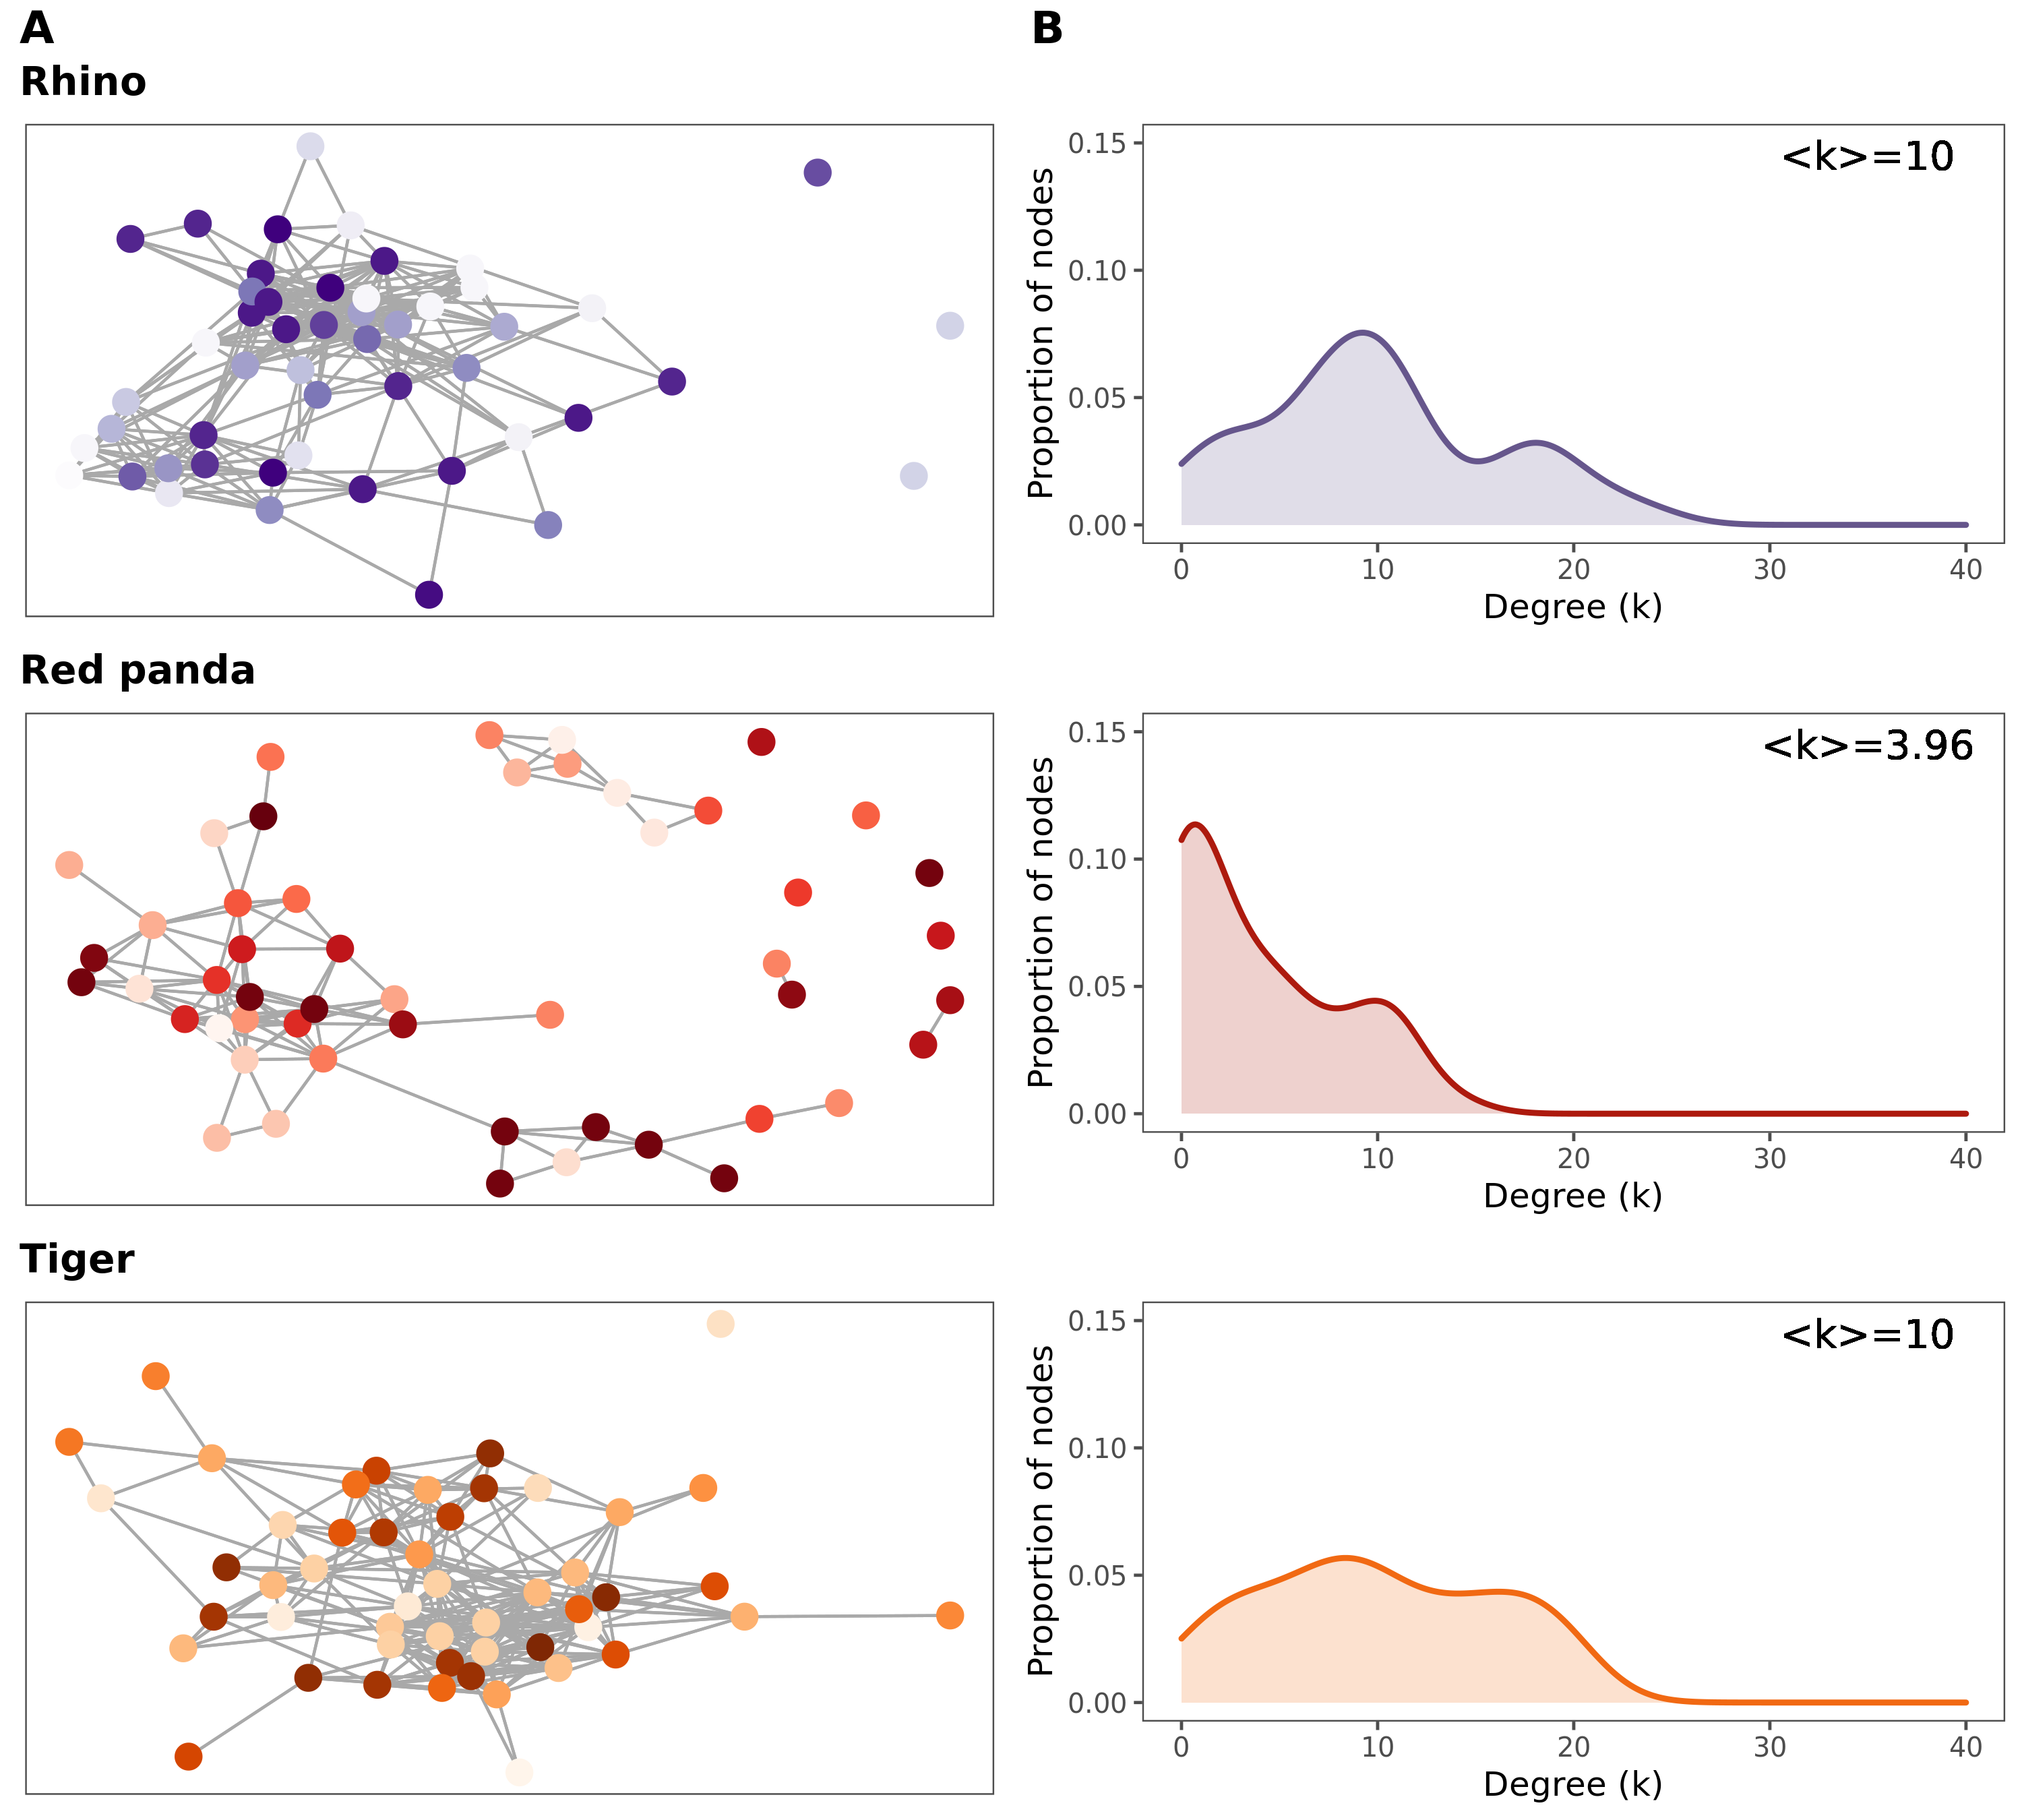 A
B
Rhino
<k>=10
Proportion of nodes
0.15
0.10
0.05
0.00
0
10
20
30
40
Degree (k)
Red panda
<k>=3.96
Proportion of nodes
0.15
0.10
0.05
0.00
0
10
20
30
40
Degree (k)
Tiger
<k>=10
Proportion of nodes
0.15
0.10
0.05
0.00
0
10
20
30
40
Degree (k)